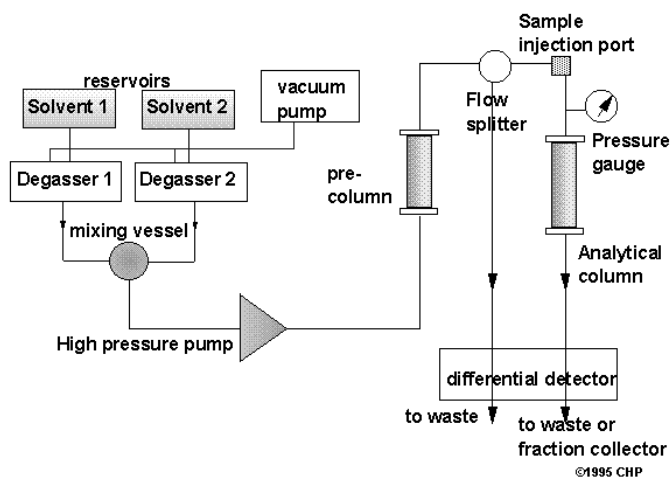 reservoirs
Solvent 1
Solvent 2
vacuum
pump
Degasser 1
Degasser 2
mixing vessel
High pressure pump
pre-
column
Flow
splitter
Sample
injection port
Pressure
gauge
Analytical
column
differential detector
to waste
to waste or
fraction collector
©1995 CHP